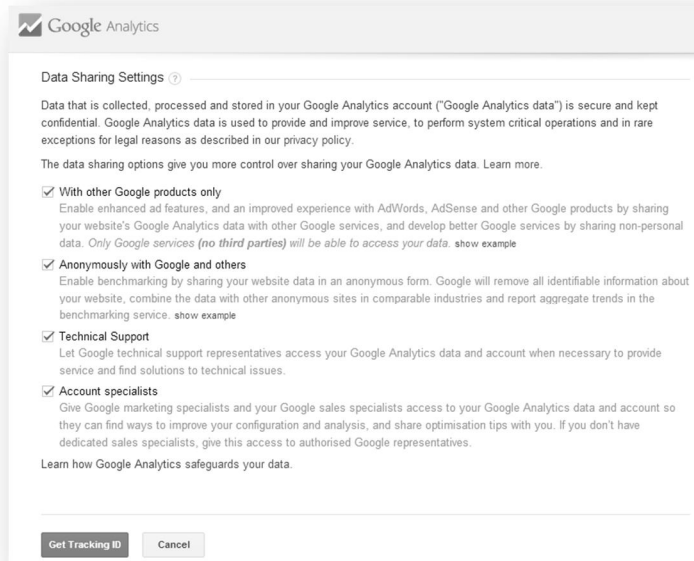 Google Analytics
Data Sharing Settings ?
Data that is collected, processed and stored in your Google Analytics account ("Google Analytics data") is secure and kept
confidential. Google Analytics data is used to provide and improve service, to perform system critical operations and in rare
exceptions for legal reasons as described in our privacy policy.
The data sharing options give you more control over sharing your Google Analytics data. Learn more.
With other Google products only
Enable enhanced ad features, and an improved experience with AdWords, AdSense and other Google products by sharing
your website's Google Analytics data with other Google services, and develop better Google services by sharing non-personal
data. Only Google services (no third parties) will be able to access your data. show example
Anonymously with Google and others
Enable benchmarking by sharing your website data in an anonymous form. Google will remove all identifiable information about
your website, combine the data with other anonymous sites in comparable industries and report aggregate trends in the
benchmarking service. show example
Technical Support
Let Google technical support representatives access your Google Analytics data and account when necessary to provide
service and find solutions to technical issues.
Account specialists
Give Google marketing specialists and your Google sales specialists access to your Google Analytics data and account so
they can find ways to improve your configuration and analysis, and share optimisation tips with you. If you don't have
dedicated sales specialists, give this access to authorised Google representatives.
Learn how Google Analytics safeguards your data.
Get Tracking ID Cancel